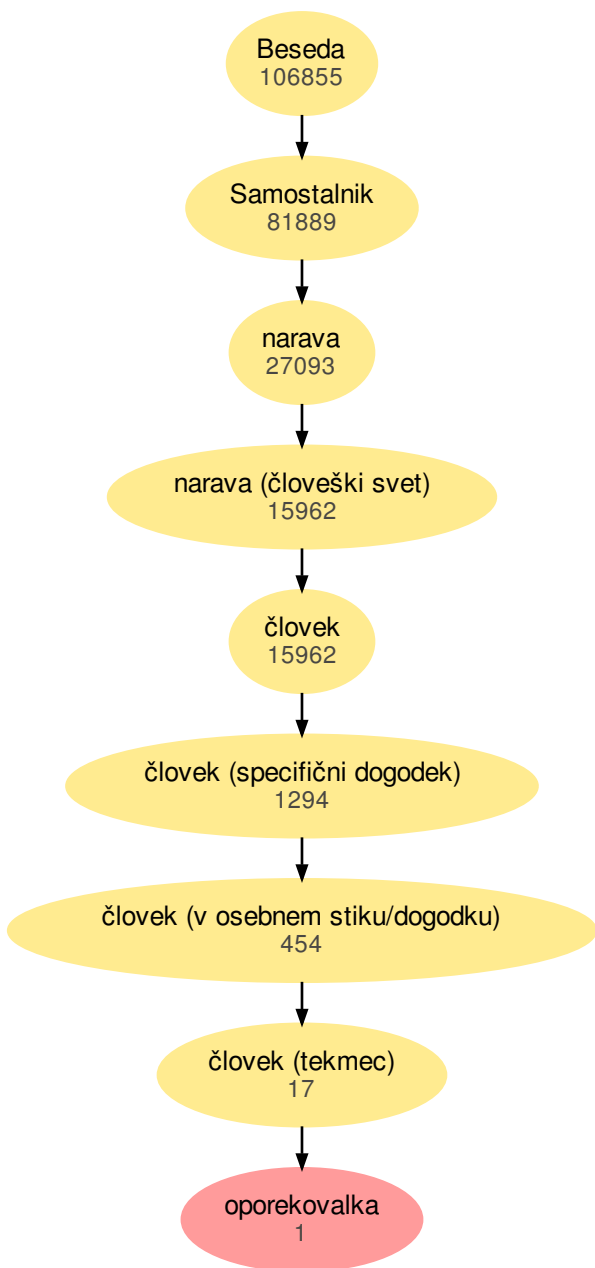 Beseda
106855
Samostalnik
81889
narava
27093
narava (človeški svet)
15962
človek
15962
človek (specifični dogodek)
1294
človek (v osebnem stiku/dogodku)
454
človek (tekmec)
17
oporekovalka
1